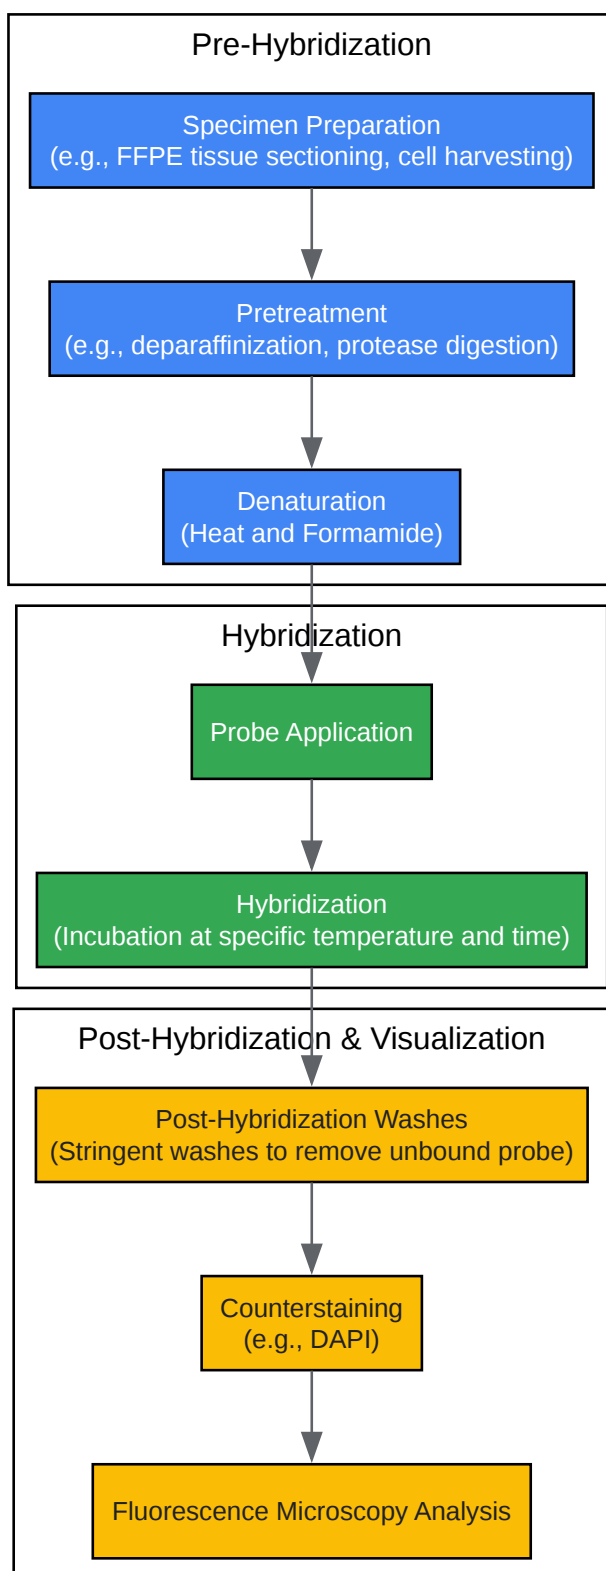 Pre-Hybridization
Specimen Preparation
(e.g., FFPE tissue sectioning, cell harvesting)
Pretreatment
(e.g., deparaffinization, protease digestion)
Denaturation
(Heat and Formamide)
Hybridization
Probe Application
Hybridization
(Incubation at specific temperature and time)
Post-Hybridization & Visualization
Post-Hybridization Washes
(Stringent washes to remove unbound probe)
Counterstaining
(e.g., DAPI)
Fluorescence Microscopy Analysis